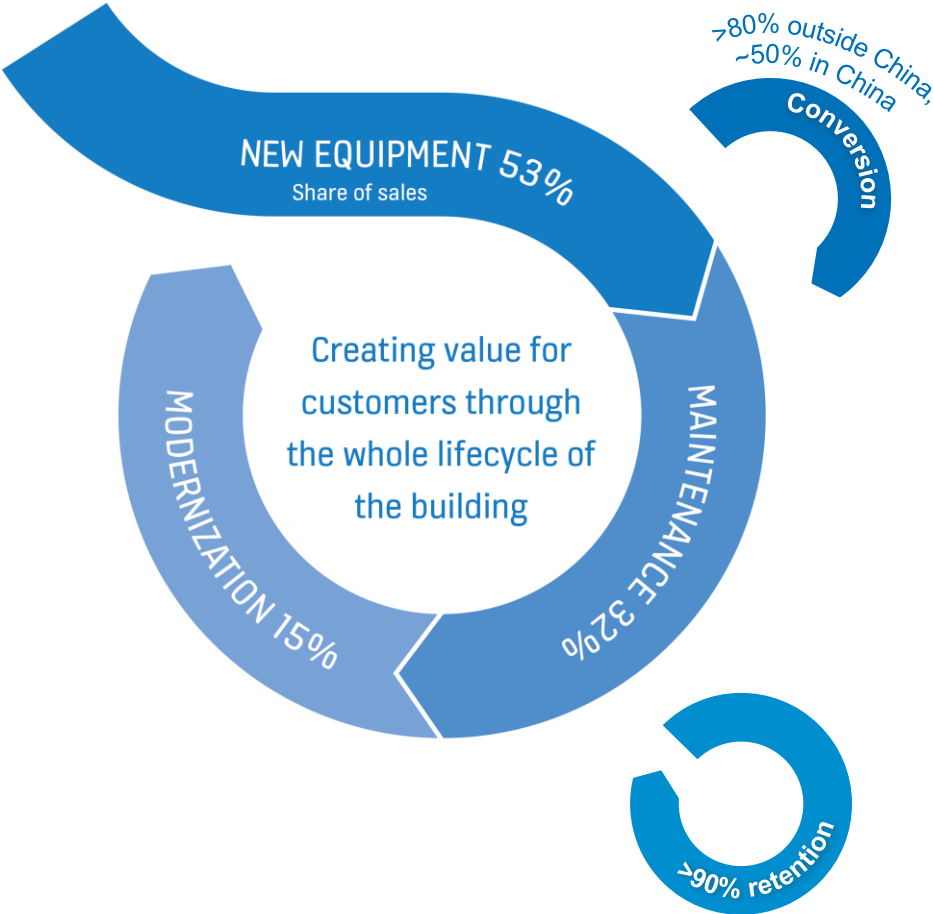 >80% outside China,
~50% in China
Conversion
NEW EQUIPMENT 53%
Share of sales
Creating value for
customers through
the whole lifecycle of
the building
MAINTENANCE 32%
MODERNIZATION 15%
>90% retention